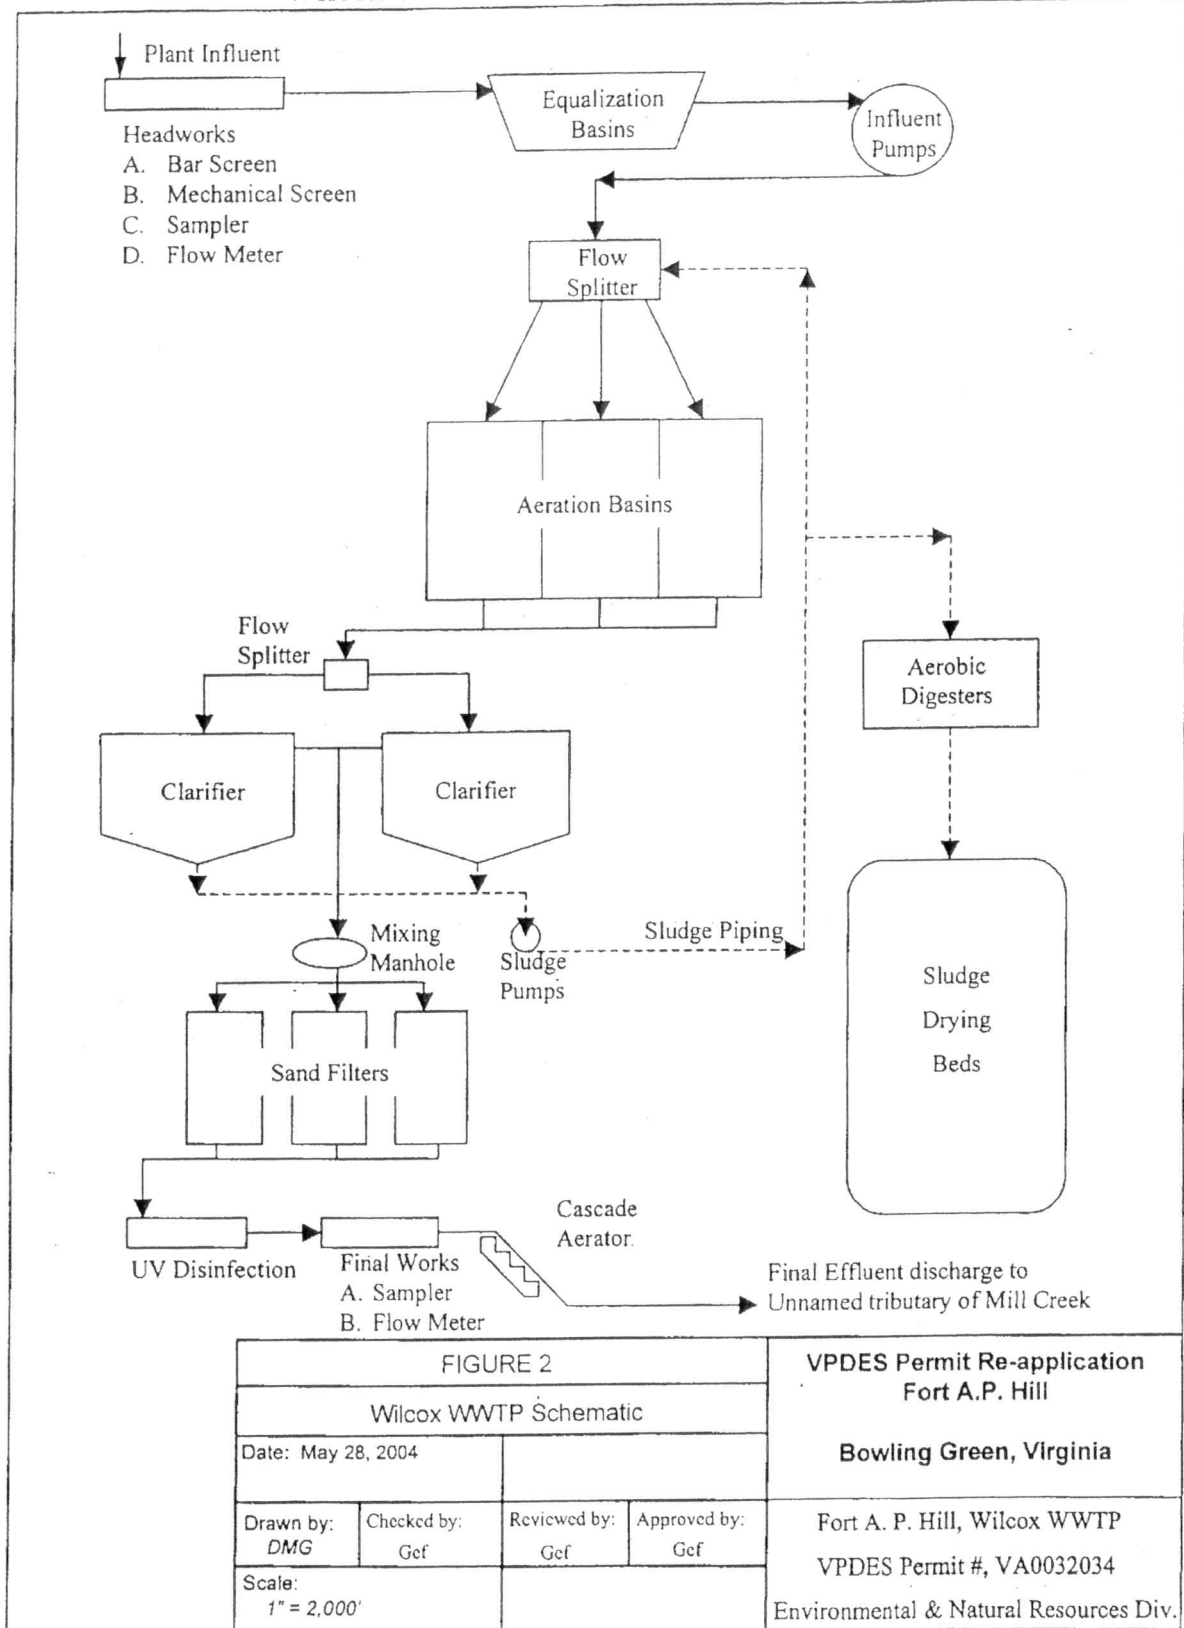 Plant Influent
Headworks
A. Bar Screen
B. Mechanical Screen
C. Sampler
D. Flow Meter
Equalization
Basins
Influent
Pumps
Flow
Splitter
Aeration Basins
Flow
Splitter
Aerobic
Digesters
Clarifier
Clarifier
Mixing
Manhole
Sludge
Pumps
Sludge Piping
Sludge
Drying
Beds
Sand Filters
UV Disinfection
Final Works
A. Sampler
B. Flow Meter
Cascade
Aerator.
Final Effluent discharge to
Unnamed tributary of Mill Creek
FIGURE 2
Wilcox WWTP Schematic
Date: May 28, 2004
Drawn by:
DMG
Checked by:
Gef
Reviewed by:
Gef
Approved by:
Gef
Scale:
1" = 2,000'
VPDES Permit Re-application
Fort A.P. Hill
Bowling Green, Virginia
Fort A. P. Hill, Wilcox WWTP
VPDES Permit #, VA0032034
Environmental & Natural Resources Div.